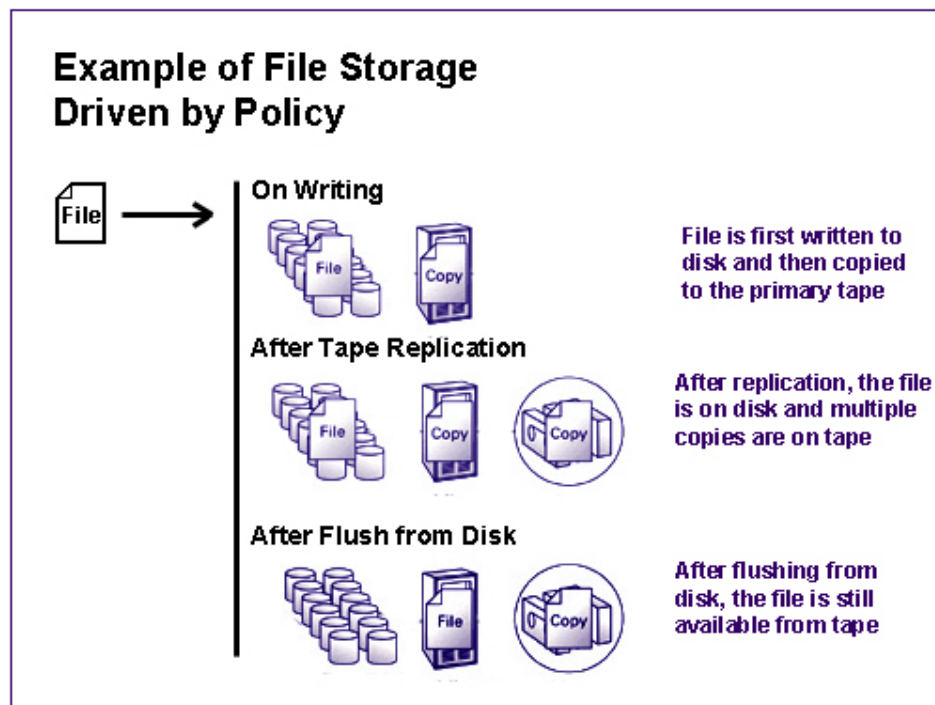 Example of File Storage
Driven by Policy
File
On Writing
File
Copy
File is first written to
disk and then copied
to the primary tape
After Tape Replication
File
Copy
Copy
After replication, the file
is on disk and multiple
copies are on tape
After Flush from Disk
File
Copy
After flushing from
disk, the file is still
available from tape